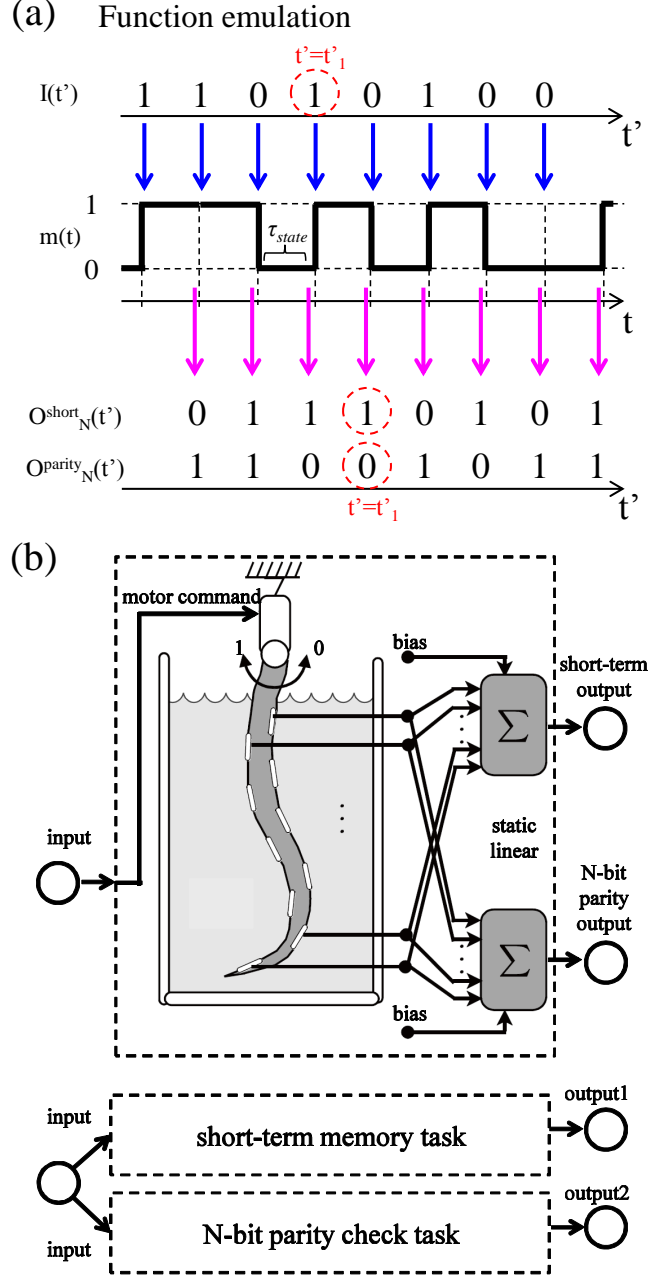 (a) Function emulation
t'=t'₁
I(t') 1 1 0 1 0 1 0 0
t'
1
m(t)
τstate
0
t
Oshort_N(t') 0 1 1 1 0 1 0 1
Oparity_N(t') 1 1 0 0 1 0 1 1
t'
t'=t'₁
(b)
motor command
1 0
bias
short-term
output
Σ
input
static
linear
N-bit
parity
output
Σ
bias
input
output1
short-term memory task
output2
N-bit parity check task
input